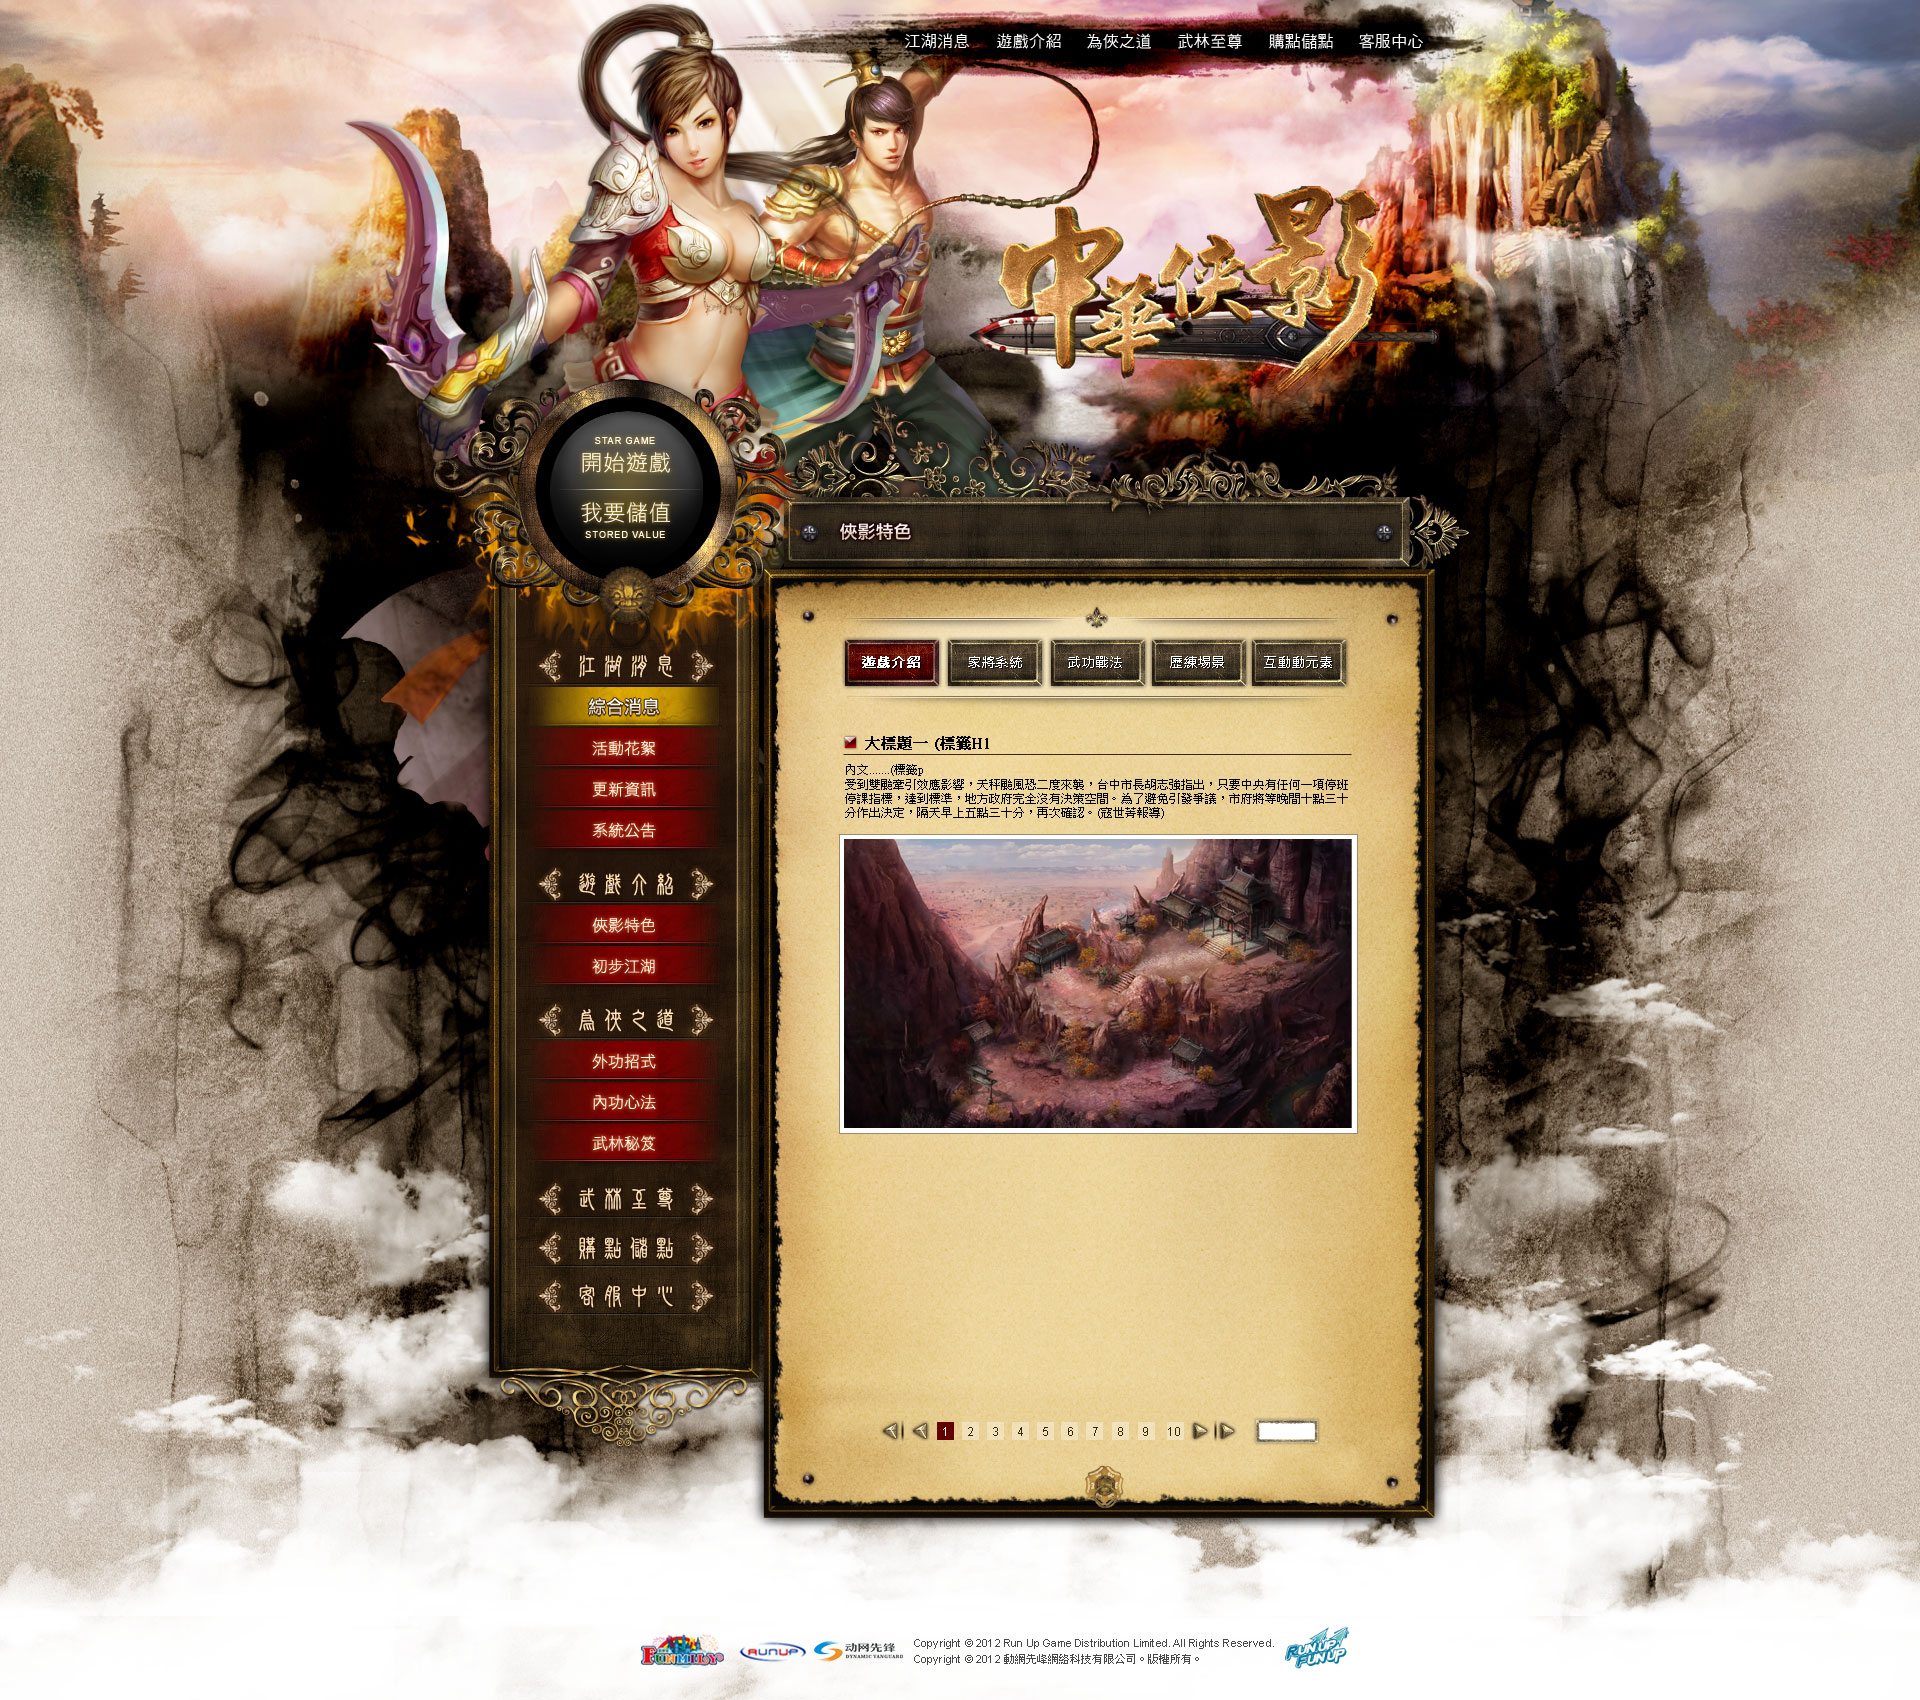 江湖消息 遊戲介紹 為俠之道 武林至尊 購點儲點 客服中心
中華俠影
STAR GAME
開始遊戲
我要儲值
STORED VALUE
俠影特色
江湖消息
綜合消息
活動花絮
更新資訊
系統公告
遊戲介紹
俠影特色
初步江湖
為俠之道
外功招式
內功心法
武林秘笈
武林至尊
購點儲點
客服中心
遊戲介紹 家將系統 武功戰法 歷練場景 互動動元素
大標題一 (標籤H1
內文.......(標籤p
受到雙颱牽引效應影響，天秤颱風恐二度來襲，台中市長胡志強指出，只要中央有任何一項停班
停課指標，達到標準，地方政府完全沒有決策空間。為了避免引發爭議，市府將等晚間十點三十
分作出決定，隔天早上五點三十分，再次確認。(寇世菁報導)
1 2 3 4 5 6 7 8 9 10
FUNMILY RUNUP 动网先锋
DYNAMIC VANGUARD
Copyright © 2012 Run Up Game Distribution Limited. All Rights Reserved.
Copyright © 2012 動網先峰網絡科技有限公司。版權所有。
RUN UP FUN UP